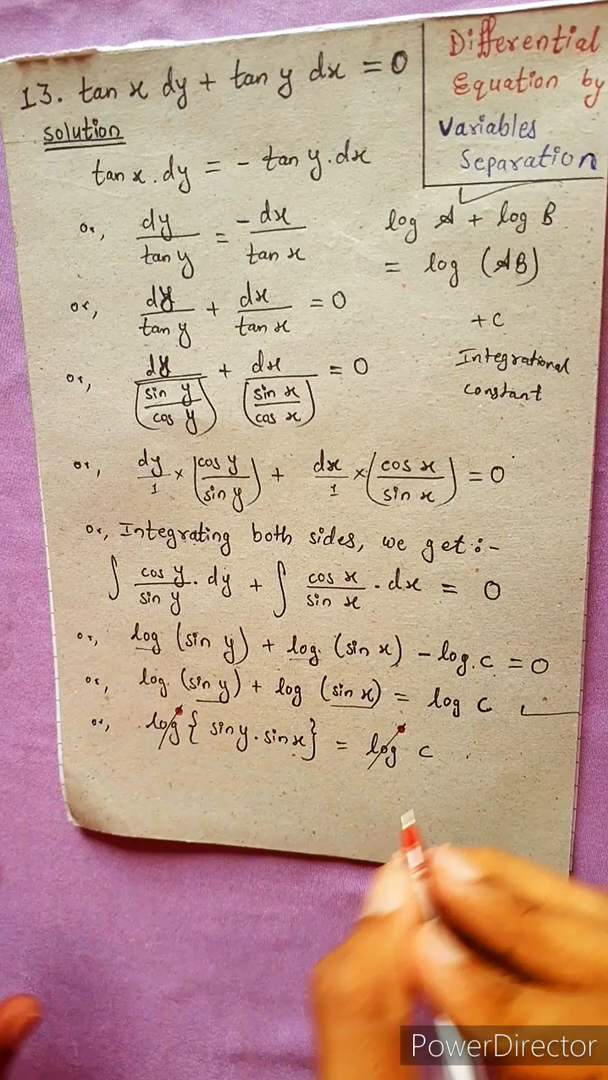 13. tan x dy + tan y dx = 0
Differential
Equation by
Variables
Separation
solution
tan x . dy = - tan y . dx
or, dy/tan y = -dx/tan x
log A + log B
= log (AB)
+ C
Integrational
constant
or, dy/tan y + dx/tan x = 0
or, dy/(sin y/cos y) + dx/(sin x/cos x) = 0
or, dy/1 × (cos y/sin y) + dx/1 × (cos x/sin x) = 0
or, Integrating both sides, we get :-
∫ cos y/sin y . dy + ∫ cos x/sin x . dx = 0
or, log (sin y) + log (sin x) - log . c = 0
or, log (sin y) + log (sin x) = log c
or, log { sin y . sin x } = log c
PowerDirector